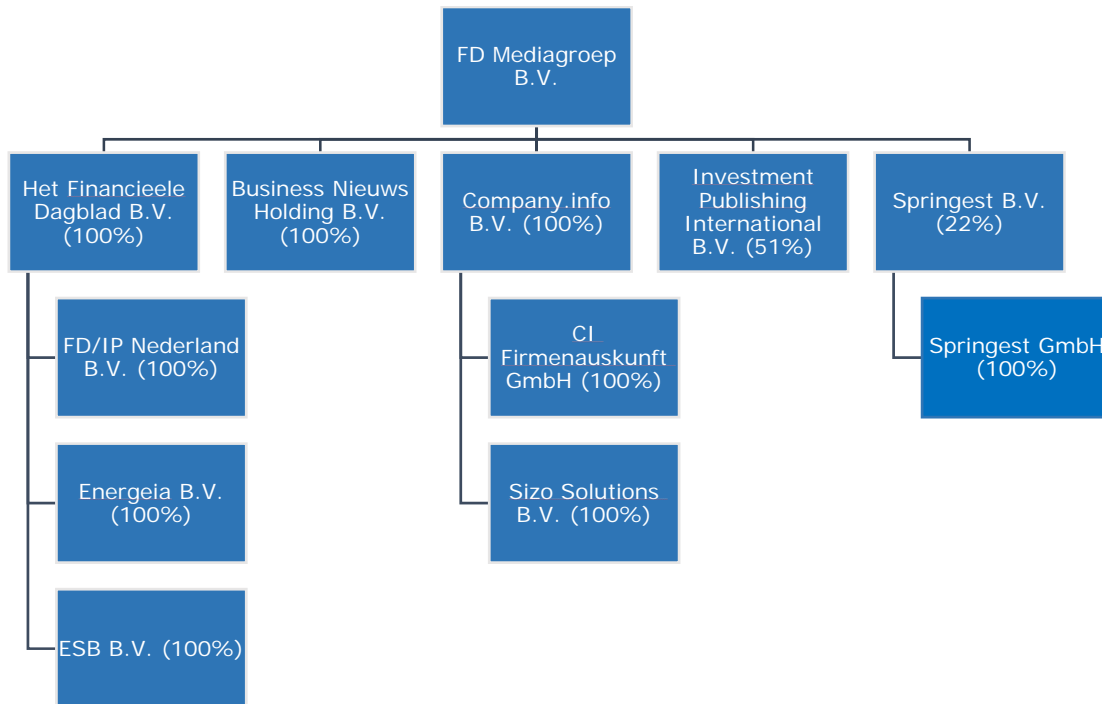 FD Mediagroep
B.V.
Het Financieele
Dagblad B.V.
(100%)
Business Nieuws
Holding B.V.
(100%)
Company.info
B.V. (100%)
Investment
Publishing
International
B.V. (51%)
Springest B.V.
(22%)
FD/IP Nederland
B.V. (100%)
Energeia B.V.
(100%)
ESB B.V. (100%)
CI
Firmenauskunft
GmbH (100%)
Sizo Solutions
B.V. (100%)
Springest GmbH
(100%)